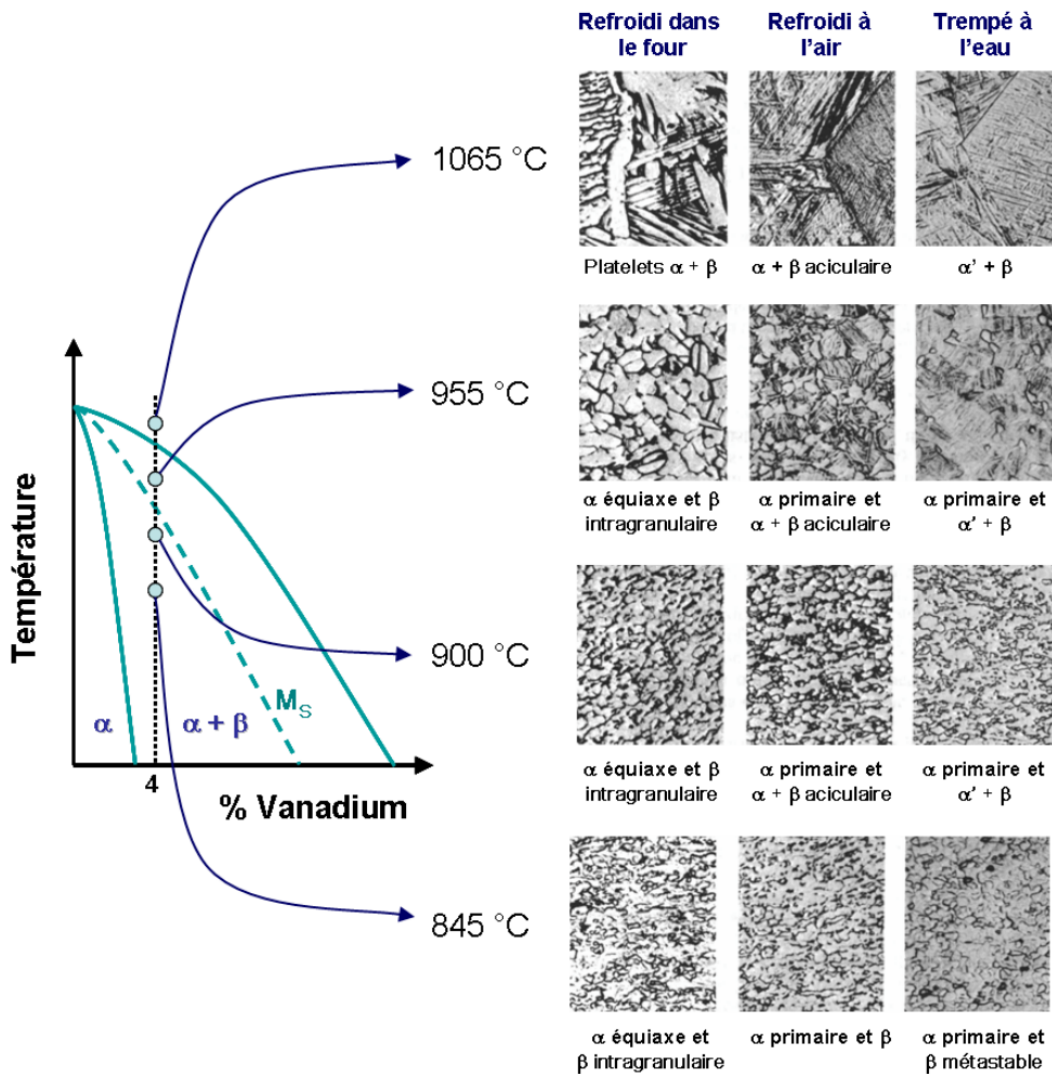 Refroidi dans
le four
Refroidi à
l'air
Trempé à
l'eau
1065 °C
Platelets α + β
α + β aciculaire
α' + β
955 °C
α équiaxe et β
intragranulaire
α primaire et
α + β aciculaire
α primaire et
α' + β
Température
900 °C
M_S
α
α + β
4
% Vanadium
α équiaxe et β
intragranulaire
α primaire et
α + β aciculaire
α primaire et
α' + β
845 °C
α équiaxe et
β intragranulaire
α primaire et β
α primaire et
β métastable